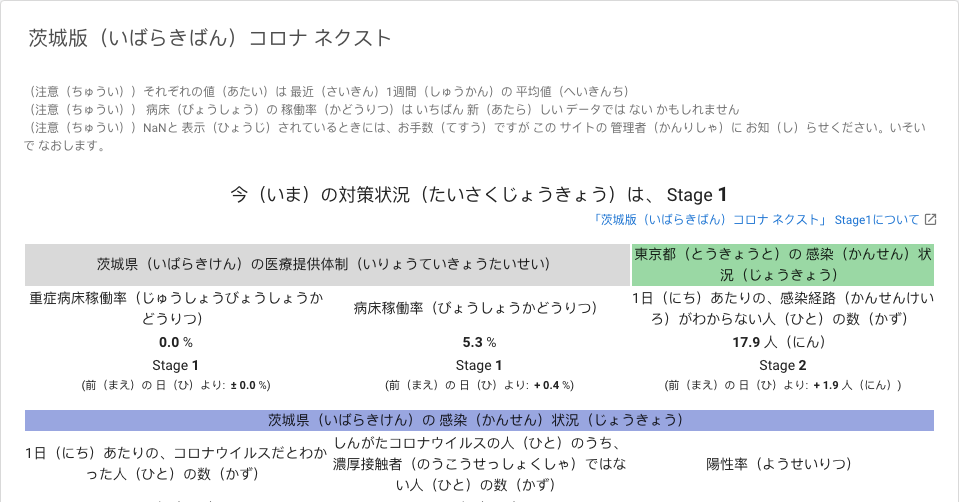 茨城版（いばらきばん）コロナ ネクスト
（注意（ちゅうい））それぞれの値（あたい）は 最近（さいきん）1週間（しゅうかん）の 平均値（へいきんち）
（注意（ちゅうい）） 病床（びょうしょう）の 稼働率（かどうりつ）は いちばん 新（あたら）しい データでは ない かもしれません
（注意（ちゅうい））NaNと 表示（ひょうじ）されているときには、お手数（てすう）ですが この サイトの 管理者（かんりしゃ）に お知（し）らせください。いそい
で なおします。
今（いま）の対策状況（たいさくじょうきょう）は、 Stage 1
「茨城版（いばらきばん）コロナ ネクスト」 Stage1について
茨城県（いばらきけん）の医療提供体制（いりょうていきょうたいせい）
東京都（とうきょうと）の 感染（かんせん）状
況（じょうきょう）
重症病床稼働率（じゅうしょうびょうしょうか
どうりつ）
病床稼働率（びょうしょうかどうりつ）
1日（にち）あたりの、感染経路（かんせんけい
ろ）がわからない人（ひと）の数（かず）
0.0 %
5.3 %
17.9 人（にん）
Stage 1
Stage 1
Stage 2
(前（まえ）の 日（ひ）より: ± 0.0 %)
(前（まえ）の 日（ひ）より: + 0.4 %)
(前（まえ）の 日（ひ）より: + 1.9 人（にん）)
茨城県（いばらきけん）の 感染（かんせん）状況（じょうきょう）
1日（にち）あたりの、コロナウイルスだとわか
った人（ひと）の数（かず）
しんがたコロナウイルスの人（ひと）のうち、
濃厚接触者（のうこうせっしょくしゃ）ではな
い人（ひと）の数（かず）
陽性率（ようせいりつ）